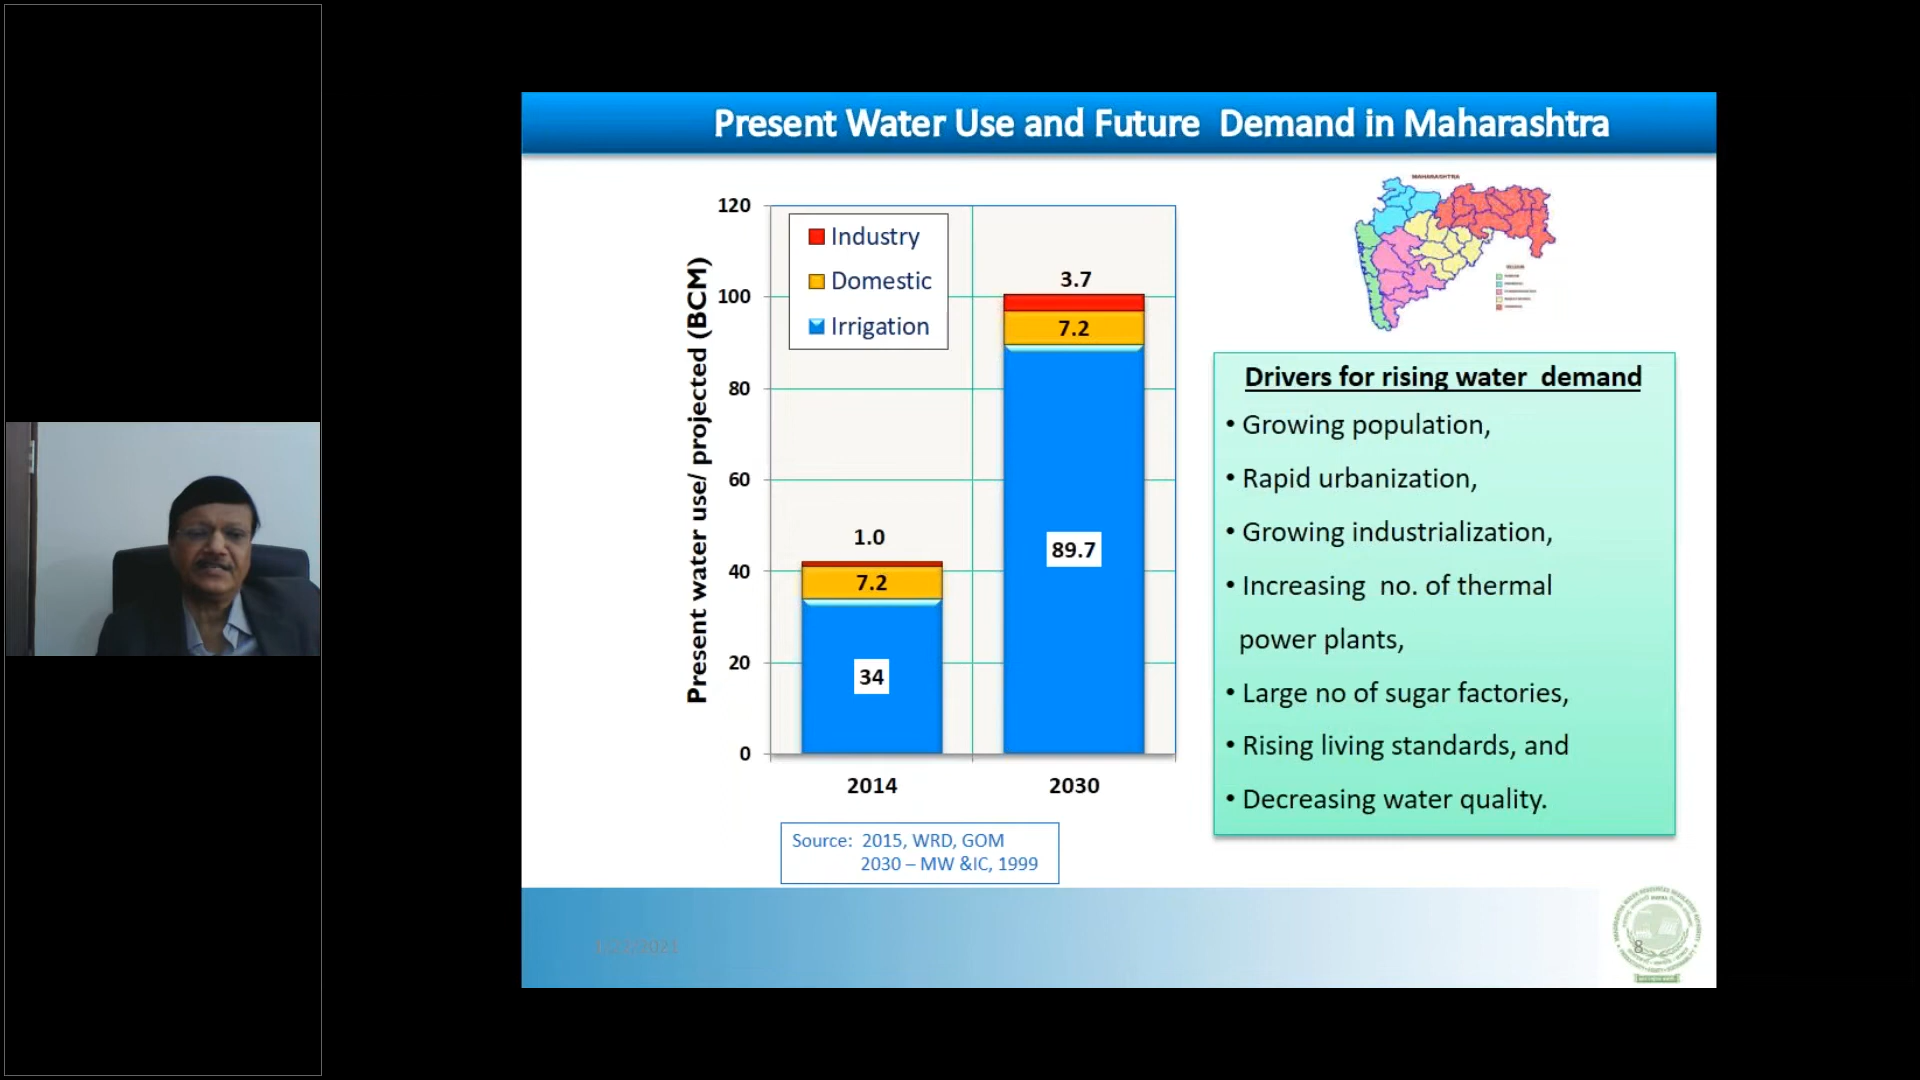 Present Water Use and Future Demand in Maharashtra
MAHARASHTRA
120
100
80
60
40
20
0
Present water use/ projected (BCM)
Industry
Domestic
Irrigation
1.0
7.2
34
3.7
7.2
89.7
2014
2030
Source: 2015, WRD, GOM
2030 – MW &IC, 1999
Drivers for rising water demand
• Growing population,
• Rapid urbanization,
• Growing industrialization,
• Increasing no. of thermal
power plants,
• Large no of sugar factories,
• Rising living standards, and
• Decreasing water quality.
8